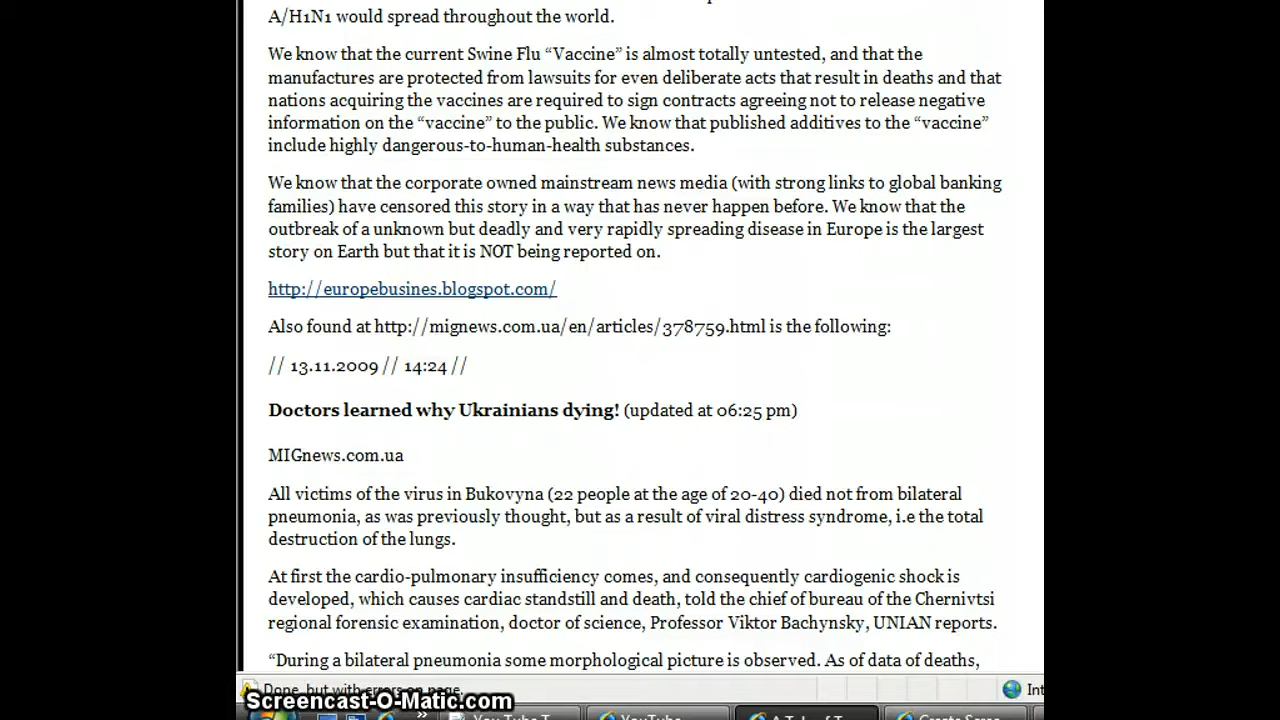 A/H1N1 would spread throughout the world.
We know that the current Swine Flu “Vaccine” is almost totally untested, and that the
manufactures are protected from lawsuits for even deliberate acts that result in deaths and that
nations acquiring the vaccines are required to sign contracts agreeing not to release negative
information on the “vaccine” to the public. We know that published additives to the “vaccine”
include highly dangerous-to-human-health substances.
We know that the corporate owned mainstream news media (with strong links to global banking
families) have censored this story in a way that has never happen before. We know that the
outbreak of a unknown but deadly and very rapidly spreading disease in Europe is the largest
story on Earth but that it is NOT being reported on.
http://europebusines.blogspot.com/
Also found at http://mignews.com.ua/en/articles/378759.html is the following:
// 13.11.2009 // 14:24 //
Doctors learned why Ukrainians dying! (updated at 06:25 pm)
MIGnews.com.ua
All victims of the virus in Bukovyna (22 people at the age of 20-40) died not from bilateral
pneumonia, as was previously thought, but as a result of viral distress syndrome, i.e the total
destruction of the lungs.
At first the cardio-pulmonary insufficiency comes, and consequently cardiogenic shock is
developed, which causes cardiac standstill and death, told the chief of bureau of the Chernivtsi
regional forensic examination, doctor of science, Professor Viktor Bachynsky, UNIAN reports.
“During a bilateral pneumonia some morphological picture is observed. As of data of deaths,
Done, but with errors on page.
Screencast-O-Matic.com